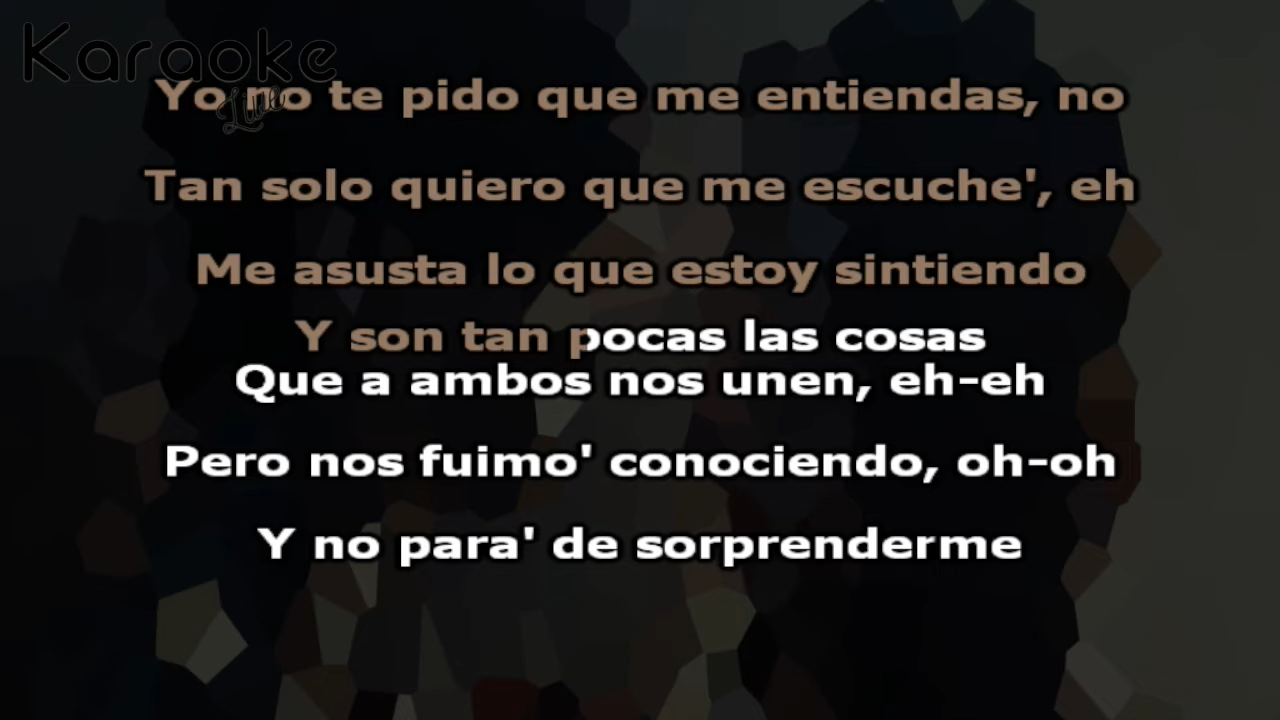 Karaoke
Live
Yo no te pido que me entiendas, no
Tan solo quiero que me escuche', eh
Me asusta lo que estoy sintiendo
Y son tan pocas las cosas
Que a ambos nos unen, eh-eh
Pero nos fuimo' conociendo, oh-oh
Y no para' de sorprenderme